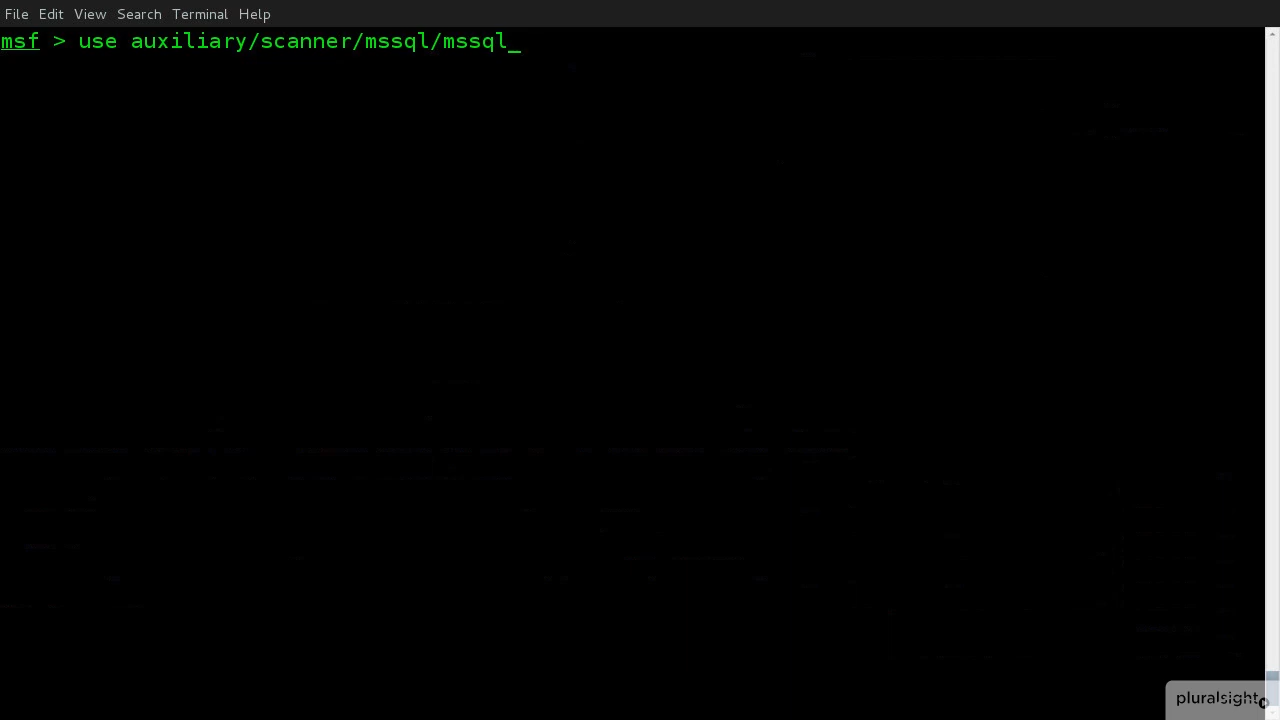 File Edit View Search Terminal Help
msf > use auxiliary/scanner/mssql/mssql_
pluralsight